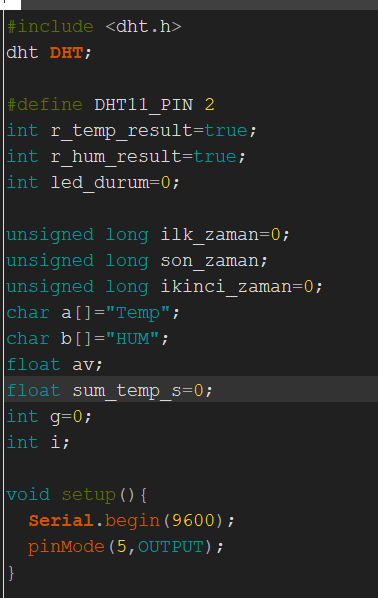 #include <dht.h>
dht DHT;
#define DHT11_PIN 2
int r_temp_result=true;
int r_hum_result=true;
int led_durum=0;
unsigned long ilk_zaman=0;
unsigned long son_zaman;
unsigned long ikinci_zaman=0;
char a[]="Temp";
char b[]="HUM";
float av;
float sum_temp_s=0;
int g=0;
int i;
void setup(){
  Serial.begin(9600);
  pinMode(5,OUTPUT);
}